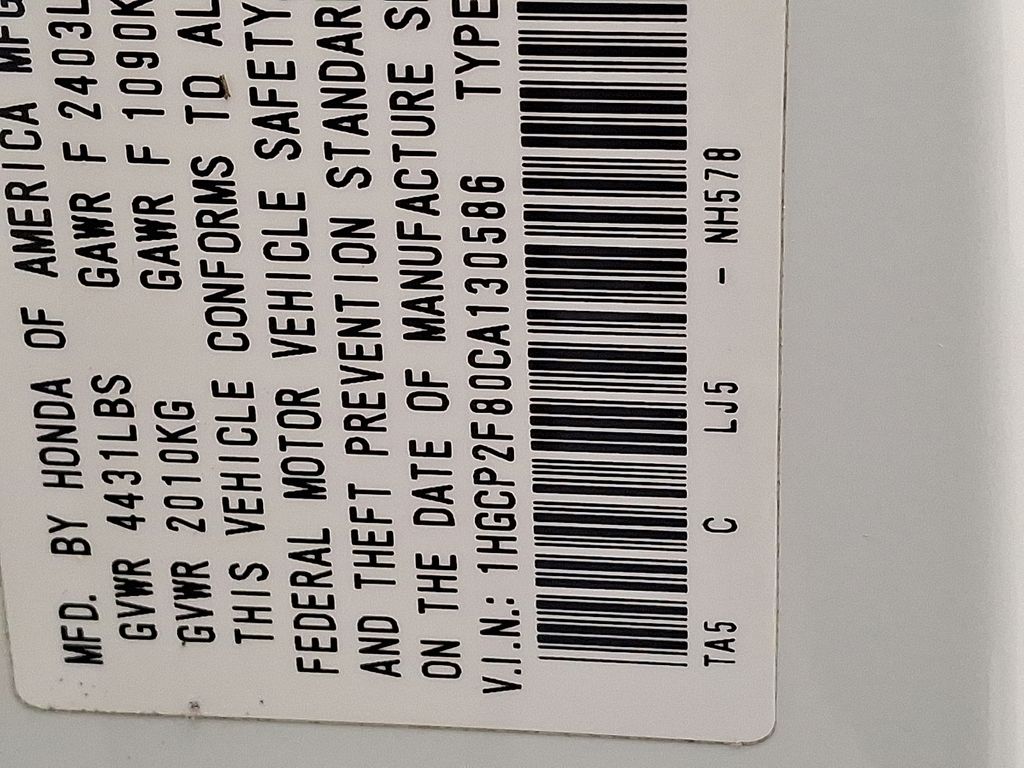 MFD. BY HONDA OF AMERICA MFG
GVWR 4431LBS GAWR F 2403L
GVWR 2010KG GAWR F 1090K
THIS VEHICLE CONFORMS TO AL
FEDERAL MOTOR VEHICLE SAFETY
AND THEFT PREVENTION STANDAR
ON THE DATE OF MANUFACTURE S
V.I.N.: 1HGCP2F80CA130586 TYPE
TA5 C LJ5 - NH578